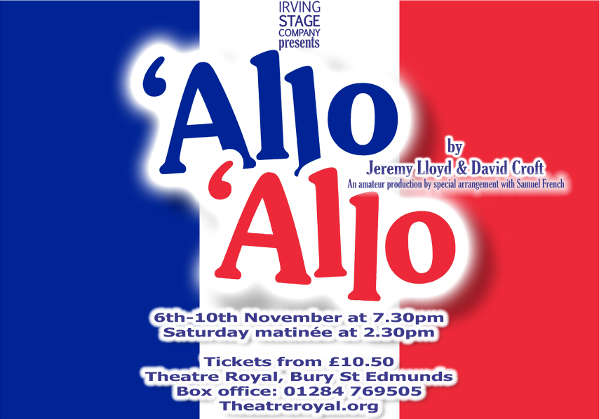 IRVING
STAGE
COMPANY
presents
‘Allo
‘Allo
by
Jeremy Lloyd & David Croft
An amateur production by special arrangement with Samuel French
6th-10th November at 7.30pm
Saturday matinée at 2.30pm
Tickets from £10.50
Theatre Royal, Bury St Edmunds
Box office: 01284 769505
Theatreroyal.org